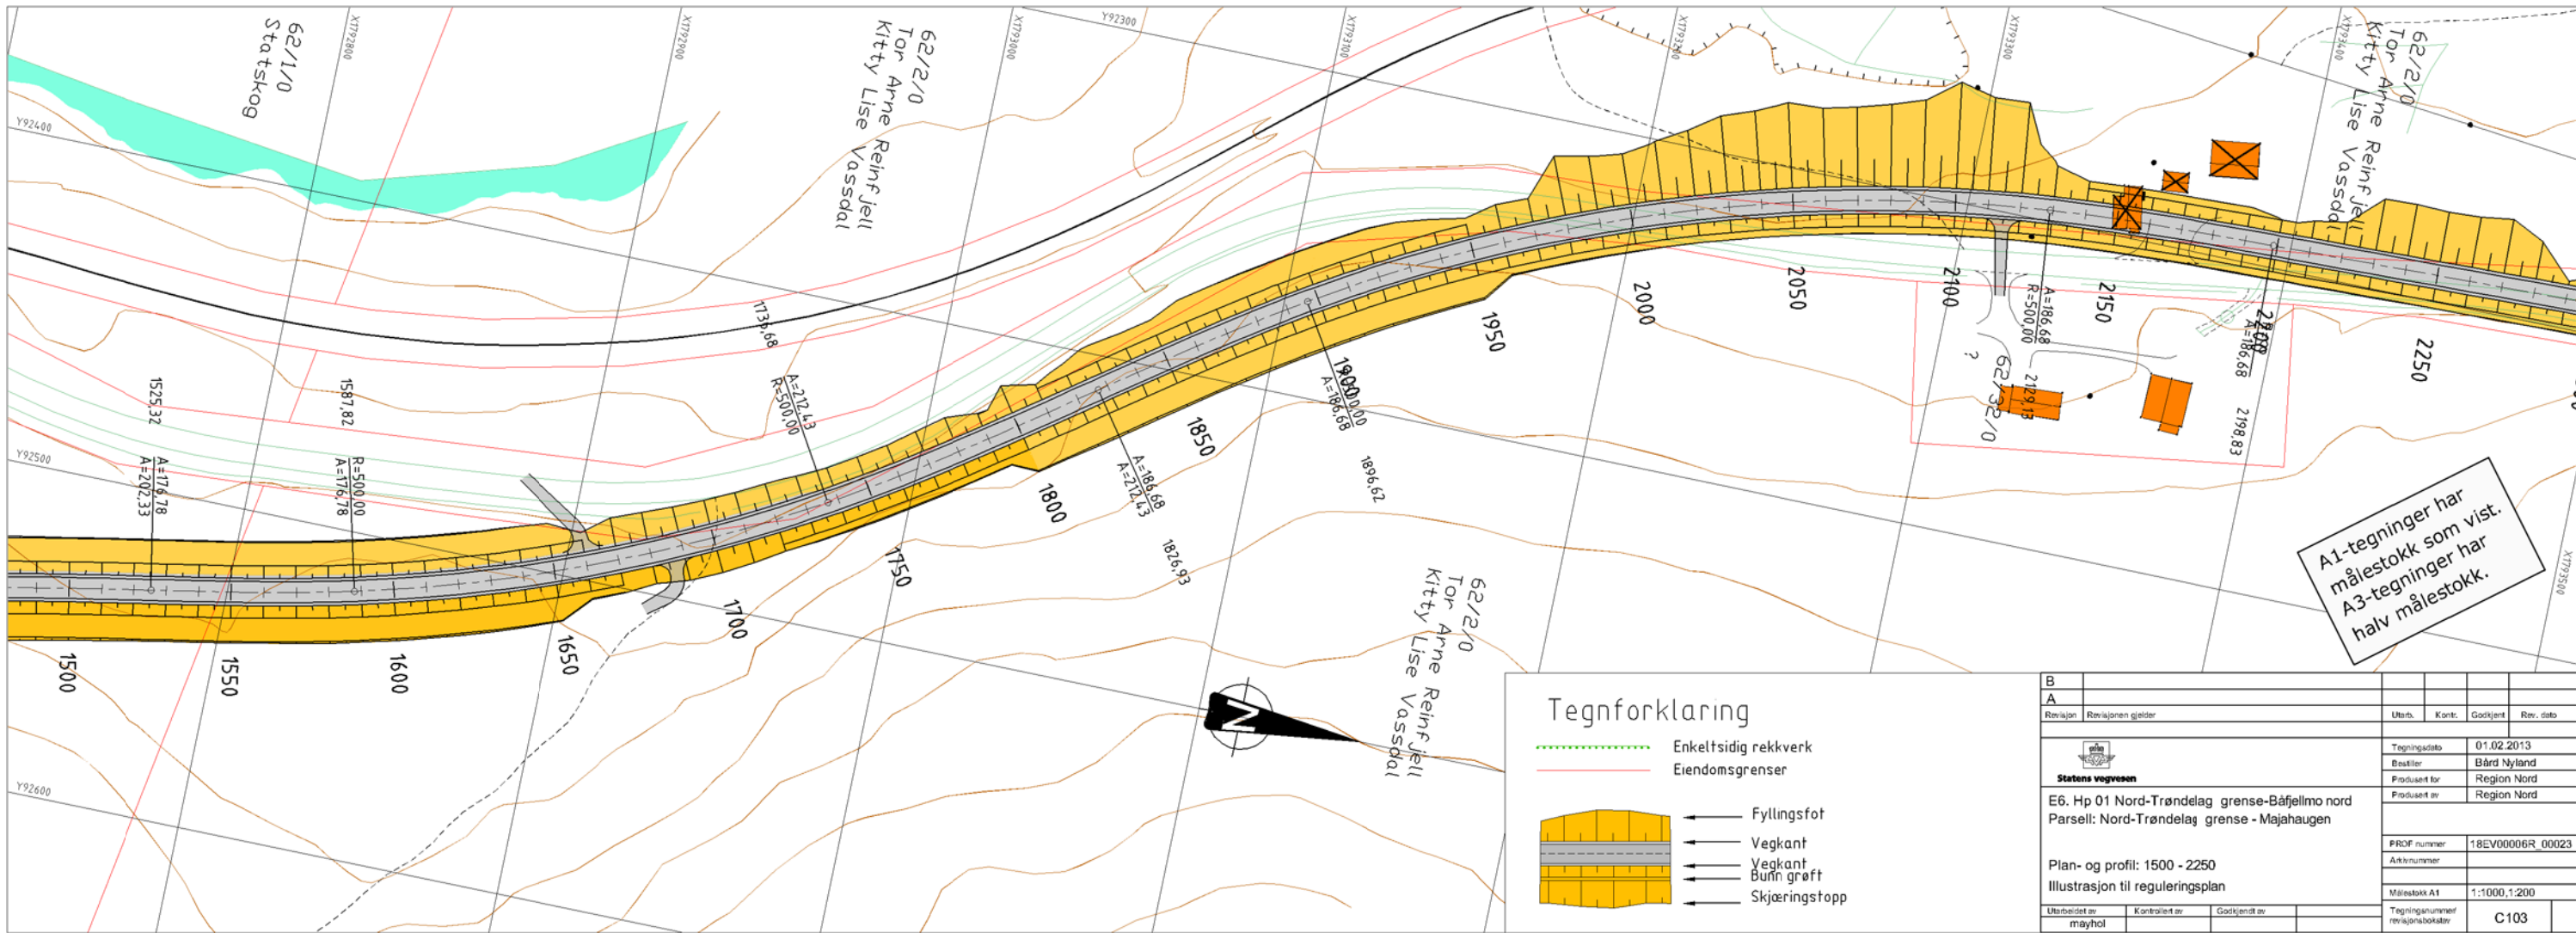 62/1/0
Statskog
X1792800
X1792900
62/2/0
Tor Arne Reinfjell
Kitty Lise Vassdal
X1793000
Y92300
X1793100
X1793200
X1793300
X1793400
62/2/0
Tor Arne Reinfjell
Kitty Lise Vassdal
Y92400
Y92500
Y92600
1525,32
A=176,78
A=202,33
1587,82
R=500,00
A=176,78
1736,68
A=212,43
R=500,00
A=186,68
A=212,43
1826,93
A=186,68
1896,62
A=186,68
R=500,00
2129,13
A=186,68
2198,83
?
62/32/0
1500
1550
1600
1650
1700
1750
1800
1850
1900
1950
2000
2050
2100
2150
2200
2250
62/2/0
Tor Arne Reinfjell
Kitty Lise Vassdal
N
X1793500
A1-tegninger har
målestokk som vist.
A3-tegninger har
halv målestokk.
Tegnforklaring
Enkeltsidig rekkverk
Eiendomsgrenser
Fyllingsfot
Vegkant
Vegkant
Bunn grøft
Skjæringstopp
B
A
Revisjon Revisjonen gjelder Utarb. Kontr. Godkjent Rev. dato
Statens vegvesen
Tegningsdato 01.02.2013
Bestiller Bård Nyland
Produsert for Region Nord
Produsert av Region Nord
E6. Hp 01 Nord-Trøndelag grense-Båfjellmo nord
Parsell: Nord-Trøndelag grense - Majahaugen
PROF nummer 18EV00006R_00023
Arkivnummer
Plan- og profil: 1500 - 2250
Illustrasjon til reguleringsplan
Målestokk A1 1:1000,1:200
Utarbeidet av Kontrollert av Godkjendt av
mayhol
Tegningsnummer/
revisjonsbokstav C103